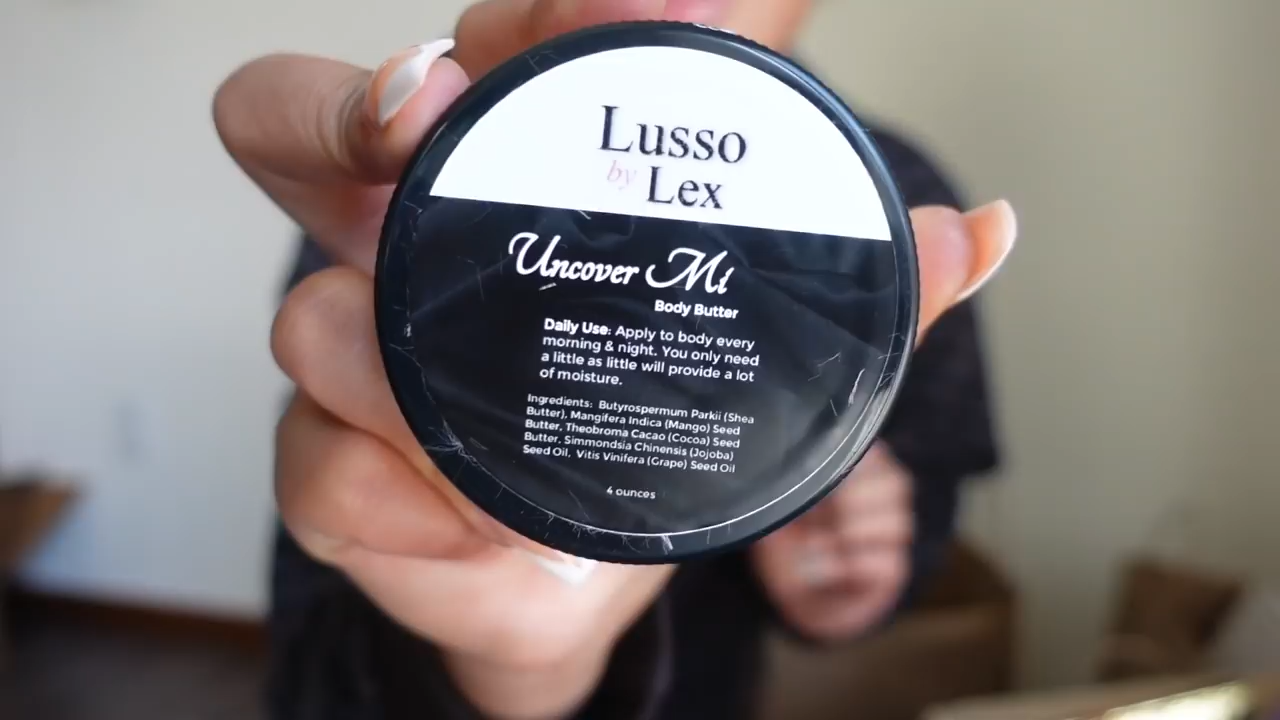 Lusso
by Lex
Uncover Mi
Body Butter
Daily Use: Apply to body every
morning & night. You only need
a little as little will provide a lot
of moisture.
Ingredients: Butyrospermum Parkii (Shea
Butter), Mangifera Indica (Mango) Seed
Butter, Theobroma Cacao (Cocoa) Seed
Butter, Simmondsia Chinensis (Jojoba)
Seed Oil, Vitis Vinifera (Grape) Seed Oil
4 ounces